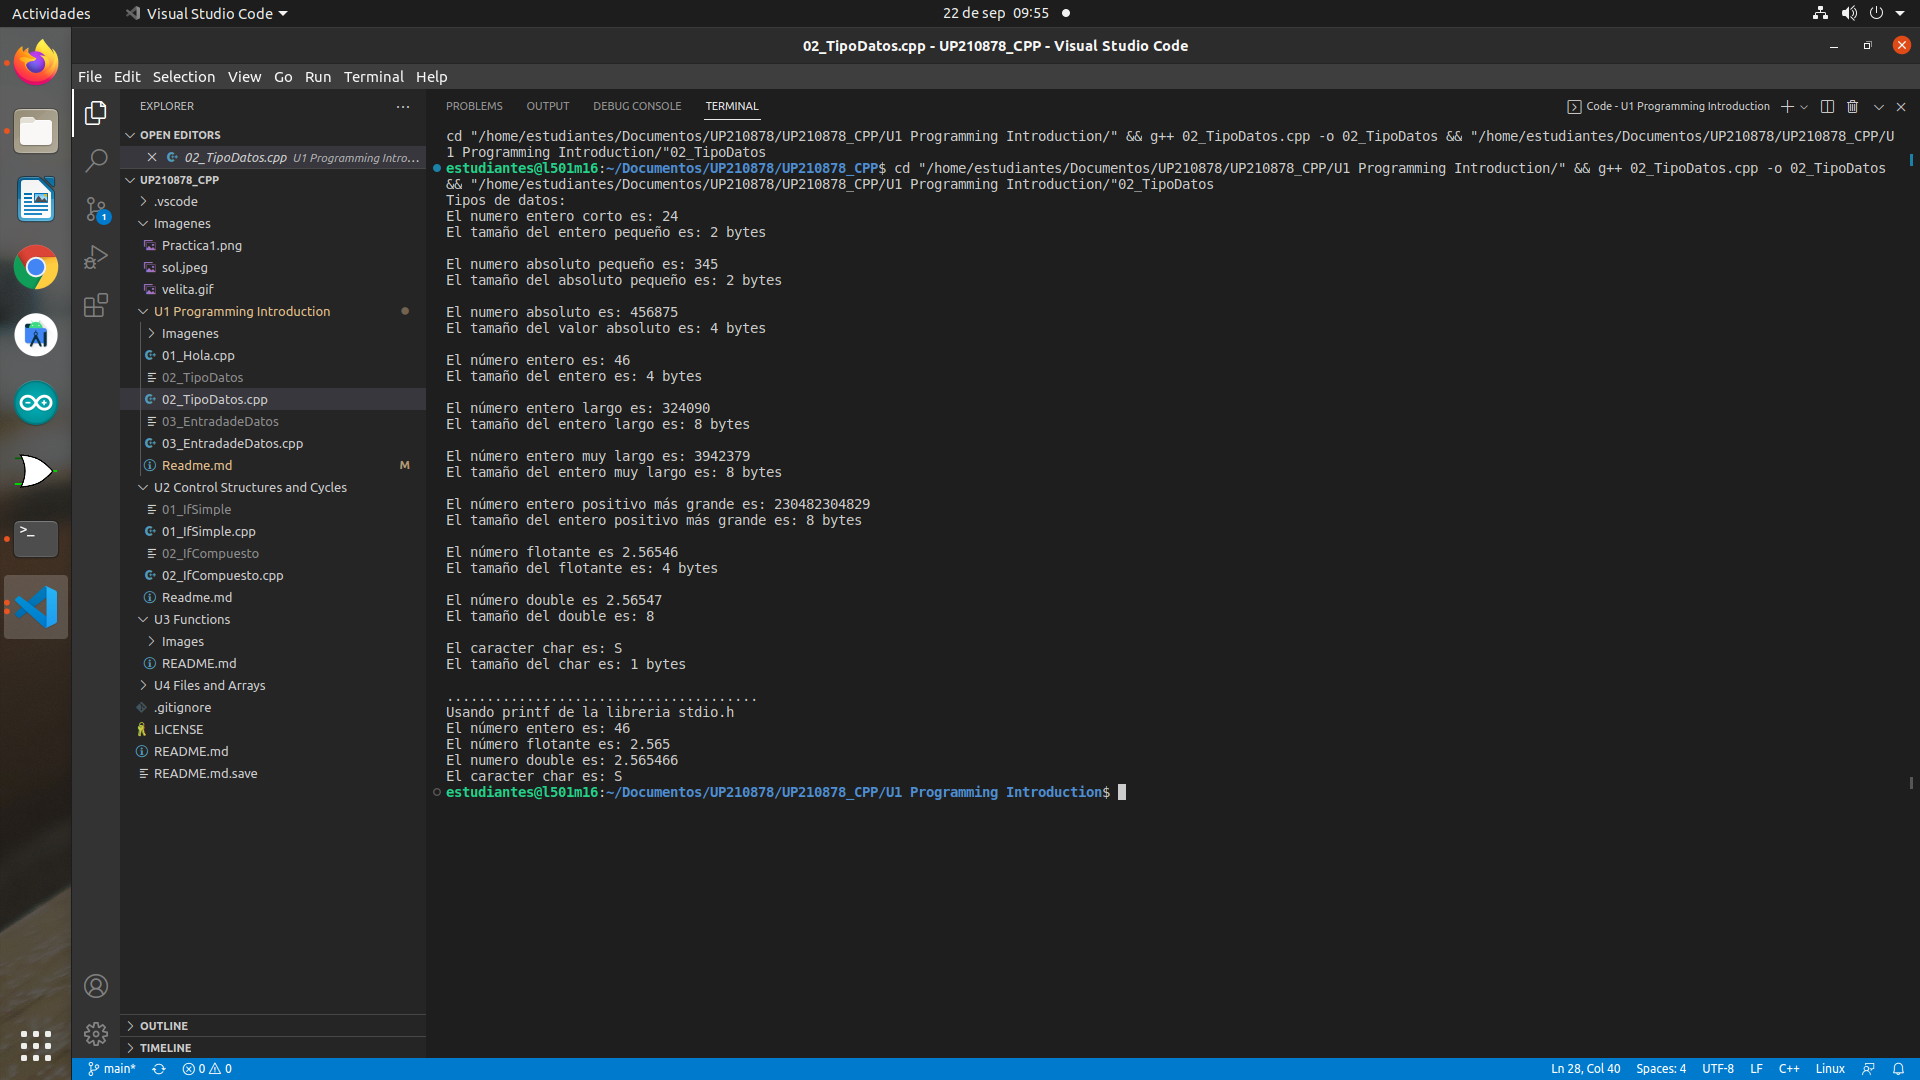 Actividades
Visual Studio Code
22 de sep 09:55
02_TipoDatos.cpp - UP210878_CPP - Visual Studio Code
File Edit Selection View Go Run Terminal Help
EXPLORER
OPEN EDITORS
02_TipoDatos.cpp U1 Programming Intro...
UP210878_CPP
.vscode
Imagenes
Practica1.png
sol.jpeg
velita.gif
U1 Programming Introduction
Imagenes
01_Hola.cpp
02_TipoDatos
02_TipoDatos.cpp
03_EntradadeDatos
03_EntradadeDatos.cpp
Readme.md M
U2 Control Structures and Cycles
01_IfSimple
01_IfSimple.cpp
02_IfCompuesto
02_IfCompuesto.cpp
Readme.md
U3 Functions
Images
README.md
U4 Files and Arrays
.gitignore
LICENSE
README.md
README.md.save
OUTLINE
TIMELINE
1
PROBLEMS OUTPUT DEBUG CONSOLE TERMINAL
Code - U1 Programming Introduction
cd "/home/estudiantes/Documentos/UP210878/UP210878_CPP/U1 Programming Introduction/" && g++ 02_TipoDatos.cpp -o 02_TipoDatos && "/home/estudiantes/Documentos/UP210878/UP210878_CPP/U
1 Programming Introduction/"02_TipoDatos
estudiantes@l501m16:~/Documentos/UP210878/UP210878_CPP$ cd "/home/estudiantes/Documentos/UP210878/UP210878_CPP/U1 Programming Introduction/" && g++ 02_TipoDatos.cpp -o 02_TipoDatos
&& "/home/estudiantes/Documentos/UP210878/UP210878_CPP/U1 Programming Introduction/"02_TipoDatos
Tipos de datos:
El numero entero corto es: 24
El tamaño del entero pequeño es: 2 bytes
El numero absoluto pequeño es: 345
El tamaño del absoluto pequeño es: 2 bytes
El numero absoluto es: 456875
El tamaño del valor absoluto es: 4 bytes
El número entero es: 46
El tamaño del entero es: 4 bytes
El número entero largo es: 324090
El tamaño del entero largo es: 8 bytes
El número entero muy largo es: 3942379
El tamaño del entero muy largo es: 8 bytes
El número entero positivo más grande es: 230482304829
El tamaño del entero positivo más grande es: 8 bytes
El número flotante es 2.56546
El tamaño del flotante es: 4 bytes
El número double es 2.56547
El tamaño del double es: 8
El caracter char es: S
El tamaño del char es: 1 bytes
.......................................
Usando printf de la libreria stdio.h
El número entero es: 46
El número flotante es: 2.565
El numero double es: 2.565466
El caracter char es: S
estudiantes@l501m16:~/Documentos/UP210878/UP210878_CPP/U1 Programming Introduction$
main* 0 0
Ln 28, Col 40 Spaces: 4 UTF-8 LF C++ Linux